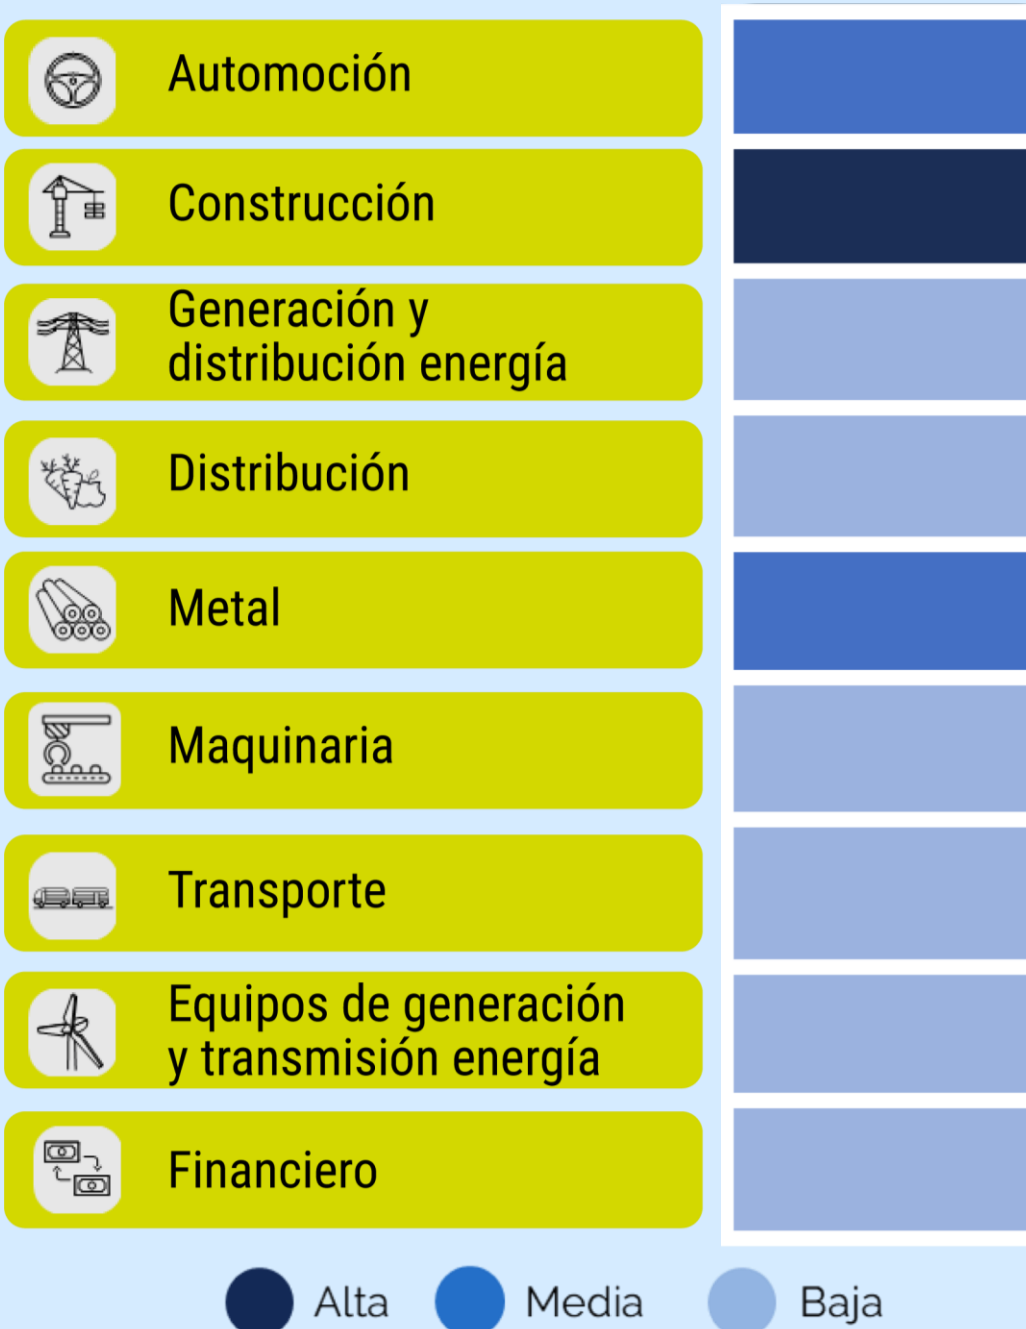 Automoción
Construcción
Generación y
distribución energía
Distribución
Metal
Maquinaria
Transporte
Equipos de generación
y transmisión energía
Financiero
Alta Media Baja